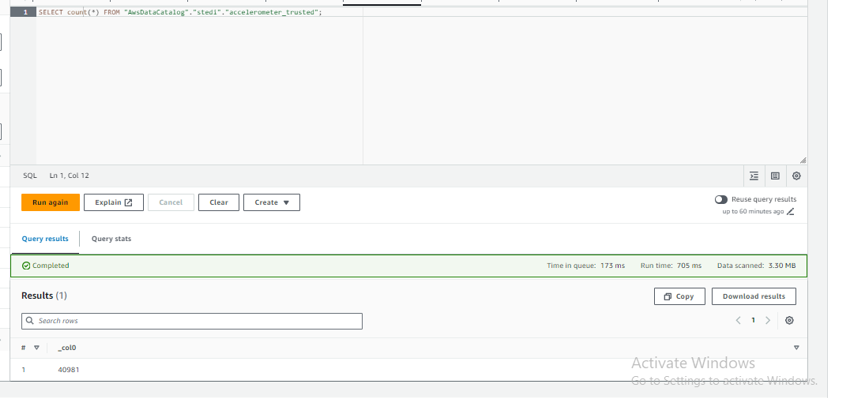 1 SELECT count(*) FROM "AwsDataCatalog"."stedi"."accelerometer_trusted";
SQL Ln 1, Col 12
Run again Explain Cancel Clear Create
Reuse query results
up to 60 minutes ago
Query results Query stats
Completed Time in queue: 173 ms Run time: 705 ms Data scanned: 3.30 MB
Results (1) Copy Download results
Search rows 1
# _col0
1 40981
Activate Windows
Go to Settings to activate Windows.